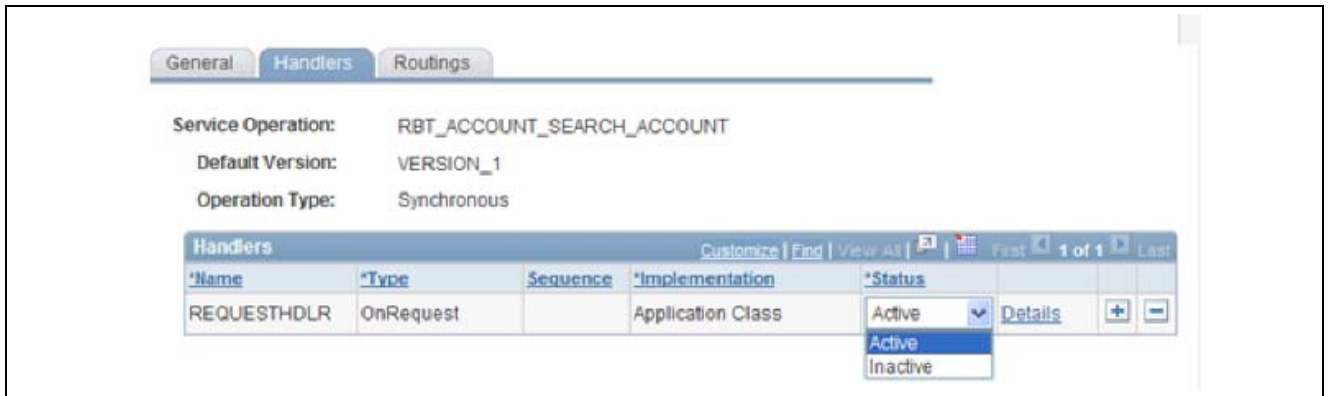 General Handlers Routings
Service Operation: RBT_ACCOUNT_SEARCH_ACCOUNT
Default Version: VERSION_1
Operation Type: Synchronous
Handlers Customize | Find | View All | | First 1 of 1 Last
*Name *Type Sequence *Implementation *Status
REQUESTHDLR OnRequest Application Class Active Details + -
Active
Inactive